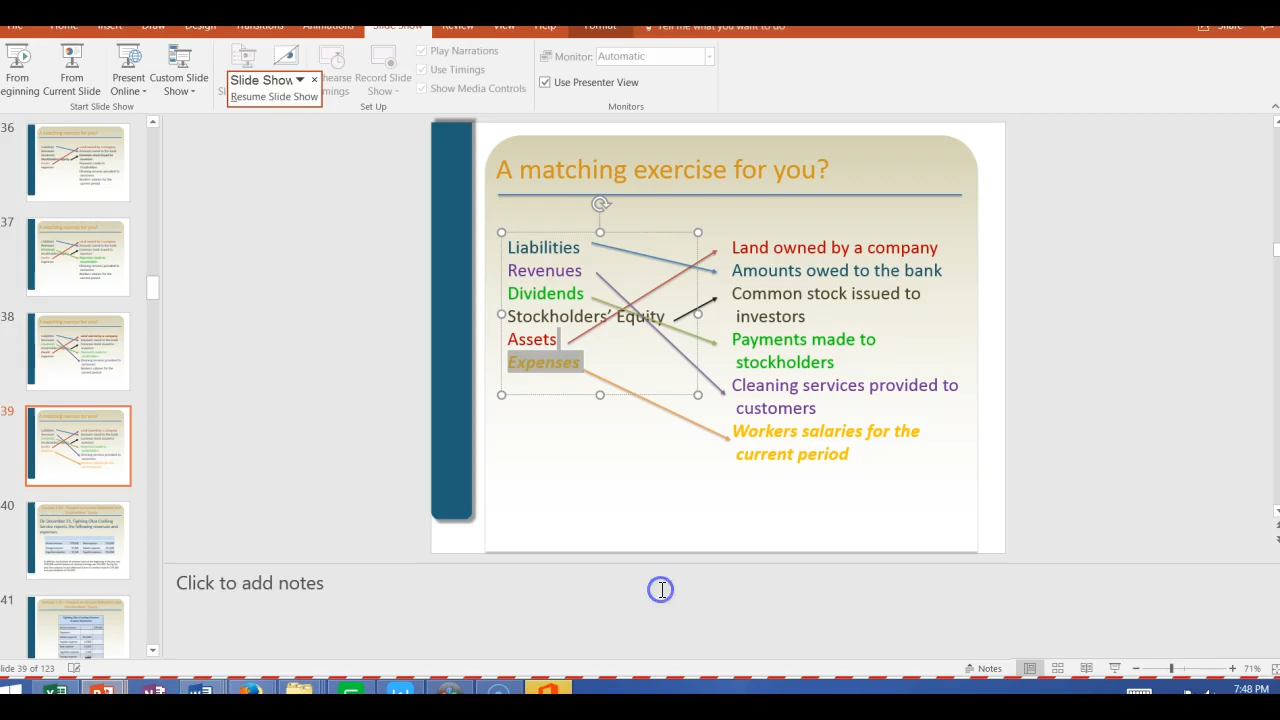 Home Insert Draw Design Transitions Animations Slide Show Review View Help Format Tell me what you want to do Share
From Beginning
From Current Slide
Present Online
Custom Slide Show
Record Slide Show
Play Narrations
Use Timings
Show Media Controls
Monitor: Automatic
Use Presenter View
Start Slide Show
Set Up
Monitors
Slide Show
Resume Slide Show
36
37
38
39
40
41
A matching exercise for you?
Liabilities
Revenues
Dividends
Stockholders’ Equity
Assets
Expenses
Land owned by a company
Amounts owed to the bank
Common stock issued to
investors
Payments made to
stockholders
Cleaning services provided to
customers
Workers salaries for the
current period
Click to add notes
Slide 39 of 123
Notes
71%
7:48 PM